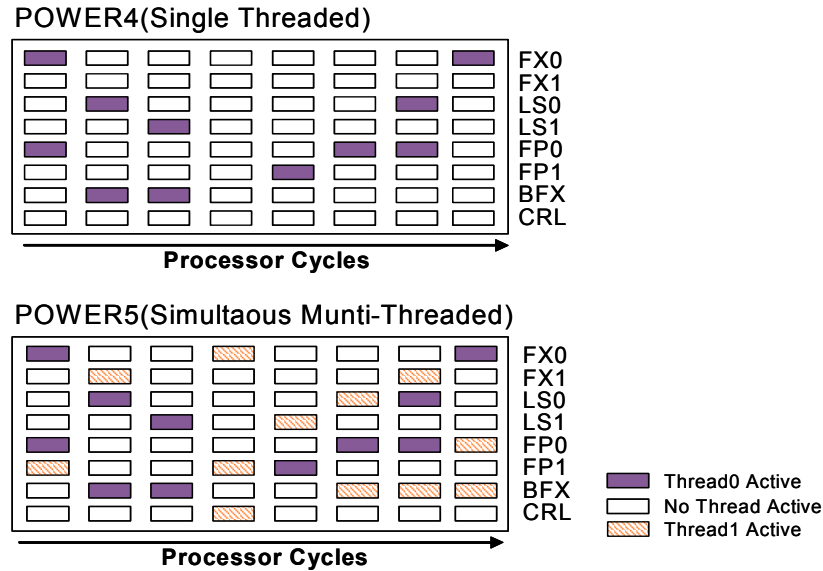 POWER4(Single Threaded)
FX0
FX1
LS0
LS1
FP0
FP1
BFX
CRL
Processor Cycles
POWER5(Simultaous Munti-Threaded)
FX0
FX1
LS0
LS1
FP0
FP1
BFX
CRL
Thread0 Active
No Thread Active
Thread1 Active
Processor Cycles